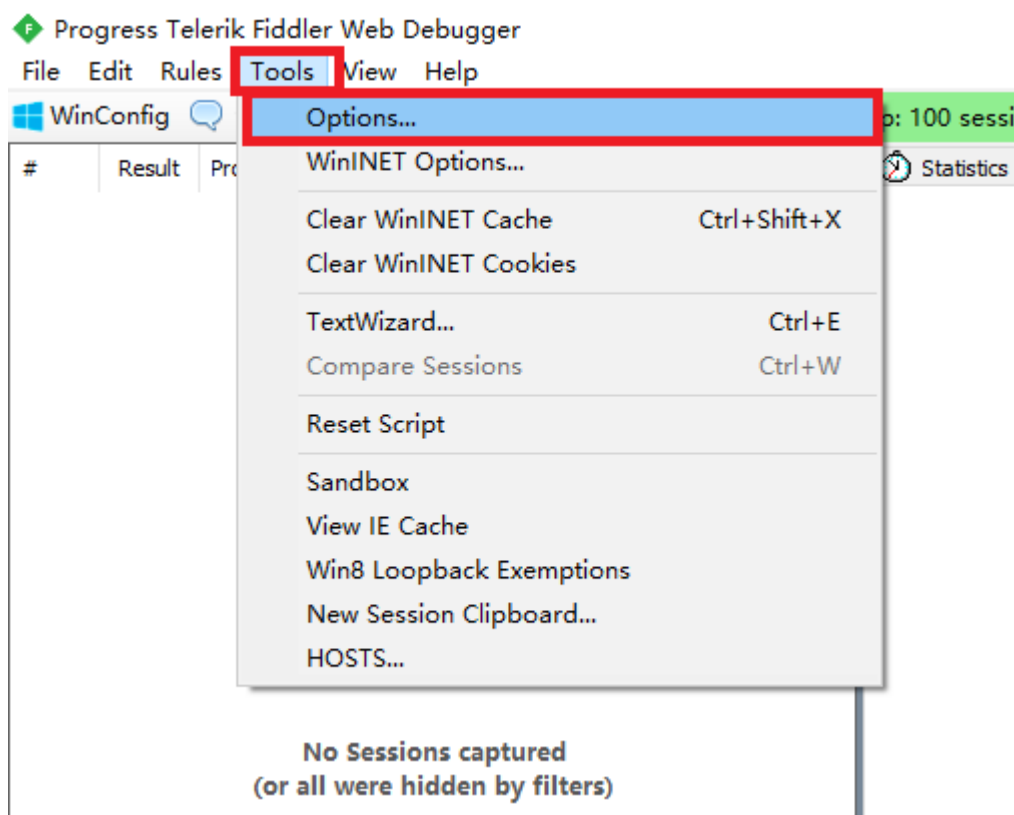 Progress Telerik Fiddler Web Debugger
File Edit Rules Tools View Help
WinConfig
Options...
: 100 sessi
# Result Pro
WinINET Options...
Statistics
Clear WinINET Cache Ctrl+Shift+X
Clear WinINET Cookies
TextWizard... Ctrl+E
Compare Sessions Ctrl+W
Reset Script
Sandbox
View IE Cache
Win8 Loopback Exemptions
New Session Clipboard...
HOSTS...
No Sessions captured
(or all were hidden by filters)